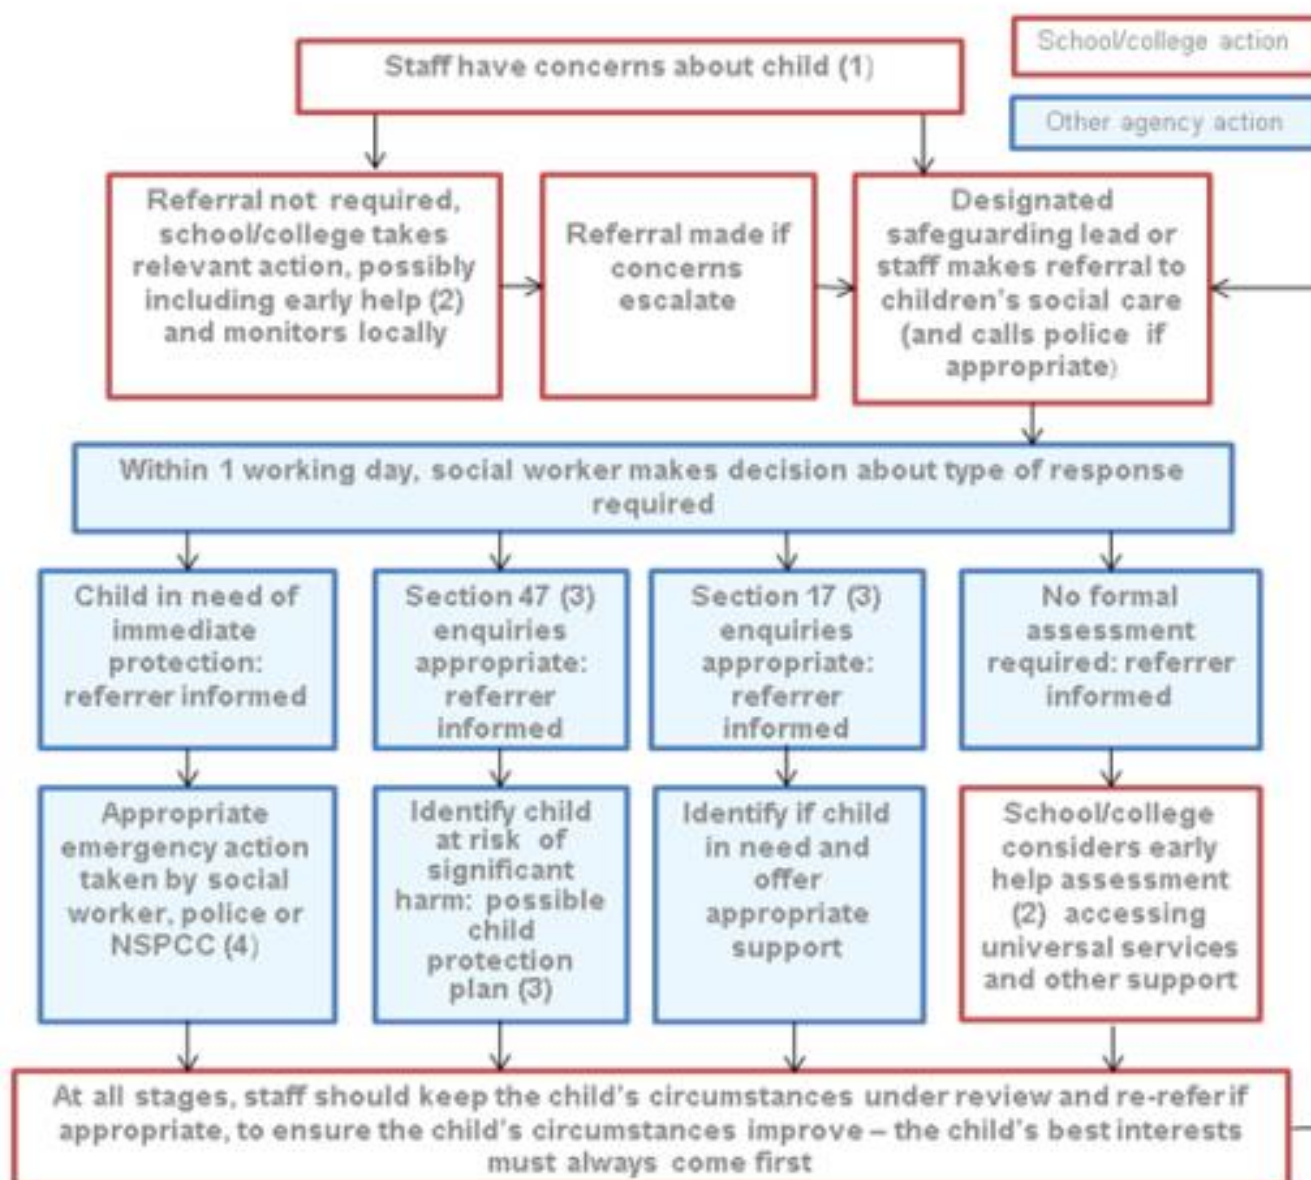 School/college action
Staff have concerns about child (1)
Other agency action
Referral not required,
school/college takes
relevant action, possibly
including early help (2)
and monitors locally
Referral made if
concerns
escalate
Designated
safeguarding lead or
staff makes referral to
children's social care
(and calls police if
appropriate)
Within 1 working day, social worker makes decision about type of response
required
Child in need of
immediate
protection:
referrer informed
Section 47 (3)
enquiries
appropriate:
referrer
informed
Section 17 (3)
enquiries
appropriate:
referrer
informed
No formal
assessment
required: referrer
informed
Appropriate
emergency action
taken by social
worker, police or
NSPCC (4)
Identify child
at risk of
significant
harm: possible
child
protection
plan (3)
Identify if child
in need and
offer
appropriate
support
School/college
considers early
help assessment
(2) accessing
universal services
and other support
At all stages, staff should keep the child's circumstances under review and re-refer if
appropriate, to ensure the child's circumstances improve – the child's best interests
must always come first